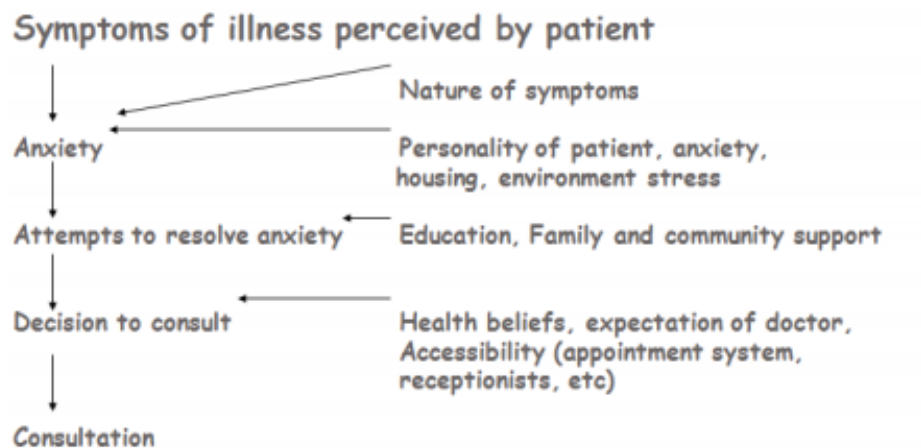 Symptoms of illness perceived by patient
Nature of symptoms
Anxiety
Personality of patient, anxiety,
housing, environment stress
Attempts to resolve anxiety
Education, Family and community support
Decision to consult
Health beliefs, expectation of doctor,
Accessibility (appointment system,
receptionists, etc)
Consultation